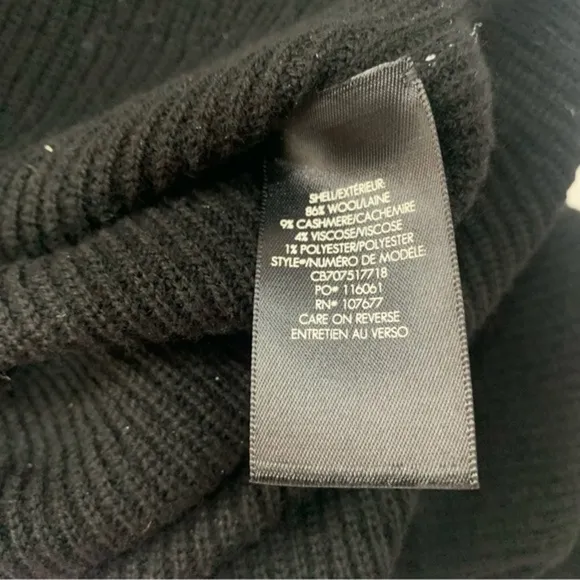 SHELL/EXTÉRIEUR:
86% WOOL/LAINE
9% CASHMERE/CACHEMIRE
4% VISCOSE/VISCOSE
1% POLYESTER/POLYESTER
STYLE#/NUMÉRO DE MODÈLE:
CB707517718
PO# 116061
RN# 107677
CARE ON REVERSE
ENTRETIEN AU VERSO